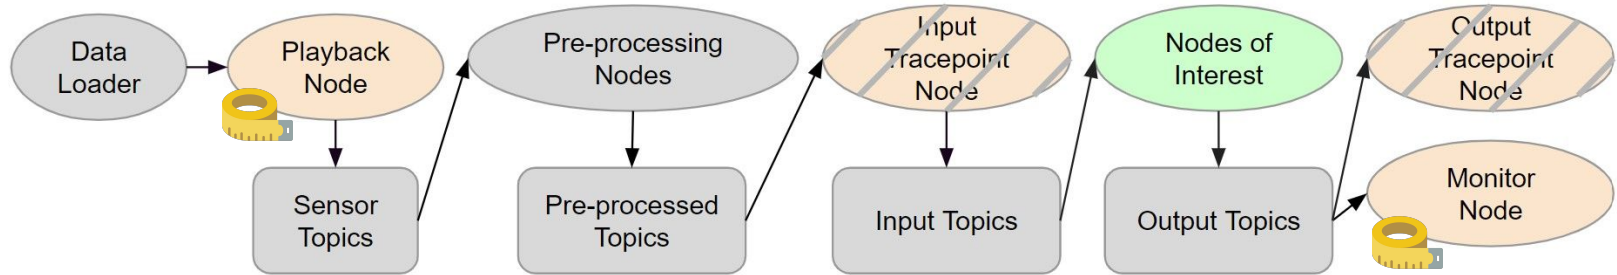 Data
Loader
Playback
Node
Sensor
Topics
Pre-processing
Nodes
Pre-processed
Topics
Input
Tracepoint
Node
Input Topics
Nodes of
Interest
Output Topics
Output
Tracepoint
Node
Monitor
Node